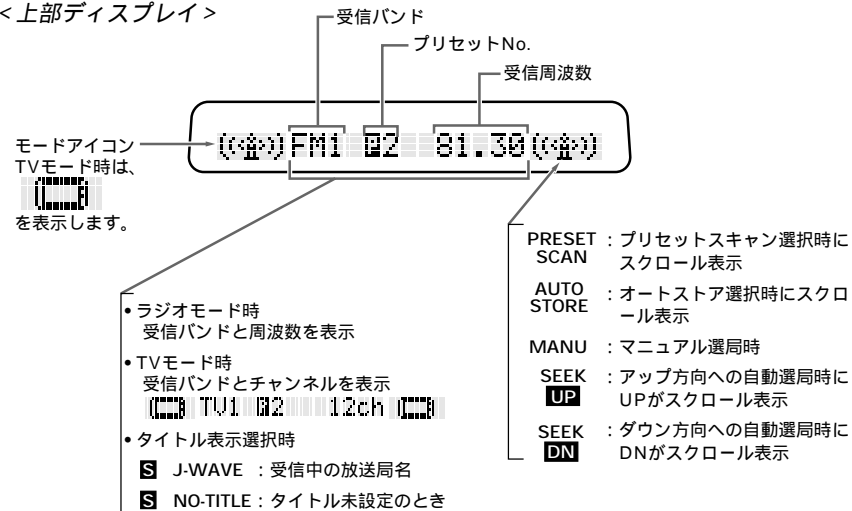 ＜上部ディスプレイ＞
受信バンド
プリセットNo.
受信周波数
モードアイコン
TVモード時は、
を表示します。
FM1 P2 81.30
• ラジオモード時
受信バンドと周波数を表示
• TVモード時
受信バンドとチャンネルを表示
TV1 P2 12ch
• タイトル表示選択時
S J-WAVE ：受信中の放送局名
S NO-TITLE：タイトル未設定のとき
PRESET SCAN ：プリセットスキャン選択時に
スクロール表示
AUTO STORE ：オートストア選択時にスクロ
ール表示
MANU ：マニュアル選局時
SEEK UP ：アップ方向への自動選局時に
UPがスクロール表示
SEEK DN ：ダウン方向への自動選局時に
DNがスクロール表示